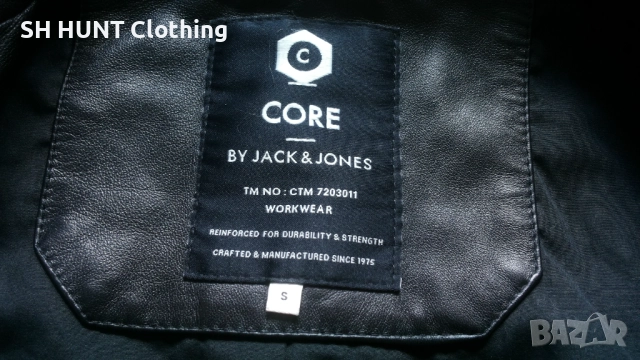 SH HUNT Clothing
C
CORE
BY JACK & JONES
TM NO : CTM 7203011
WORKWEAR
REINFORCED FOR DURABILITY & STRENGTH
CRAFTED & MANUFACTURED SINCE 1975
S
BAZAR